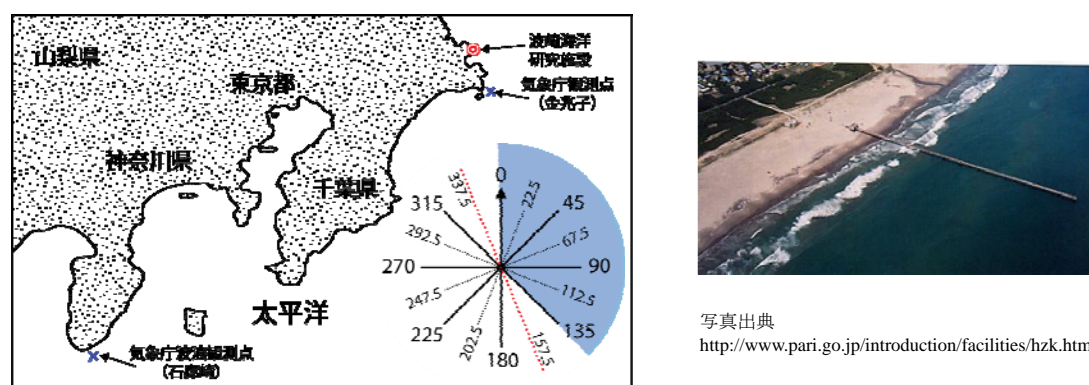 山梨県
東京都
神奈川県
千葉県
太平洋
波崎海洋
研究施設
気象庁観測点
(銚子)
気象庁波浪観測点
(石廊崎)
0
22.5
45
67.5
90
112.5
135
157.5
180
202.5
225
247.5
270
292.5
315
337.5
写真出典
http://www.pari.go.jp/introduction/facilities/hzk.htm